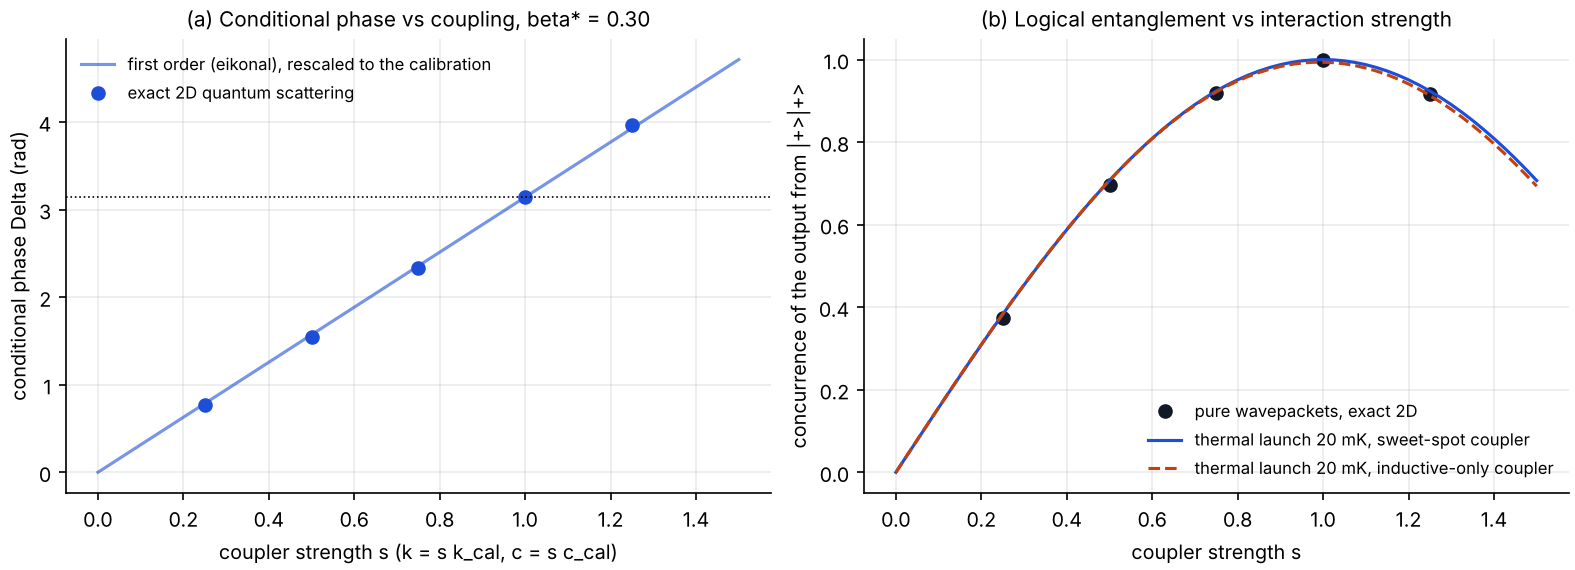 (a) Conditional phase vs coupling, beta* = 0.30
first order (eikonal), rescaled to the calibration
exact 2D quantum scattering
conditional phase Delta (rad)
4
3
2
1
0
0.0 0.2 0.4 0.6 0.8 1.0 1.2 1.4
coupler strength s (k = s k_cal, c = s c_cal)
(b) Logical entanglement vs interaction strength
concurrence of the output from |+>|+>
1.0
0.8
0.6
0.4
0.2
0.0
pure wavepackets, exact 2D
thermal launch 20 mK, sweet-spot coupler
thermal launch 20 mK, inductive-only coupler
0.0 0.2 0.4 0.6 0.8 1.0 1.2 1.4
coupler strength s